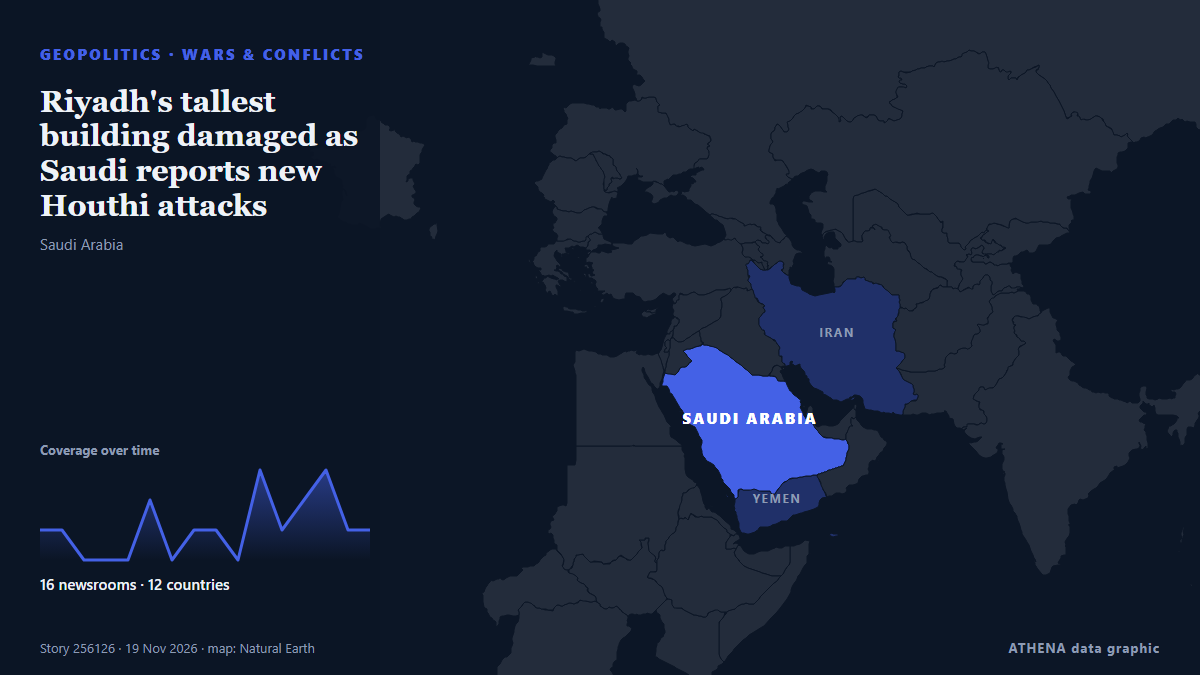 GEOPOLITICS · WARS & CONFLICTS
Riyadh's tallest
building damaged as
Saudi reports new
Houthi attacks
Saudi Arabia
IRAN
SAUDI ARABIA
YEMEN
Coverage over time
16 newsrooms · 12 countries
Story 256126 · 19 Nov 2026 · map: Natural Earth
ATHENA data graphic